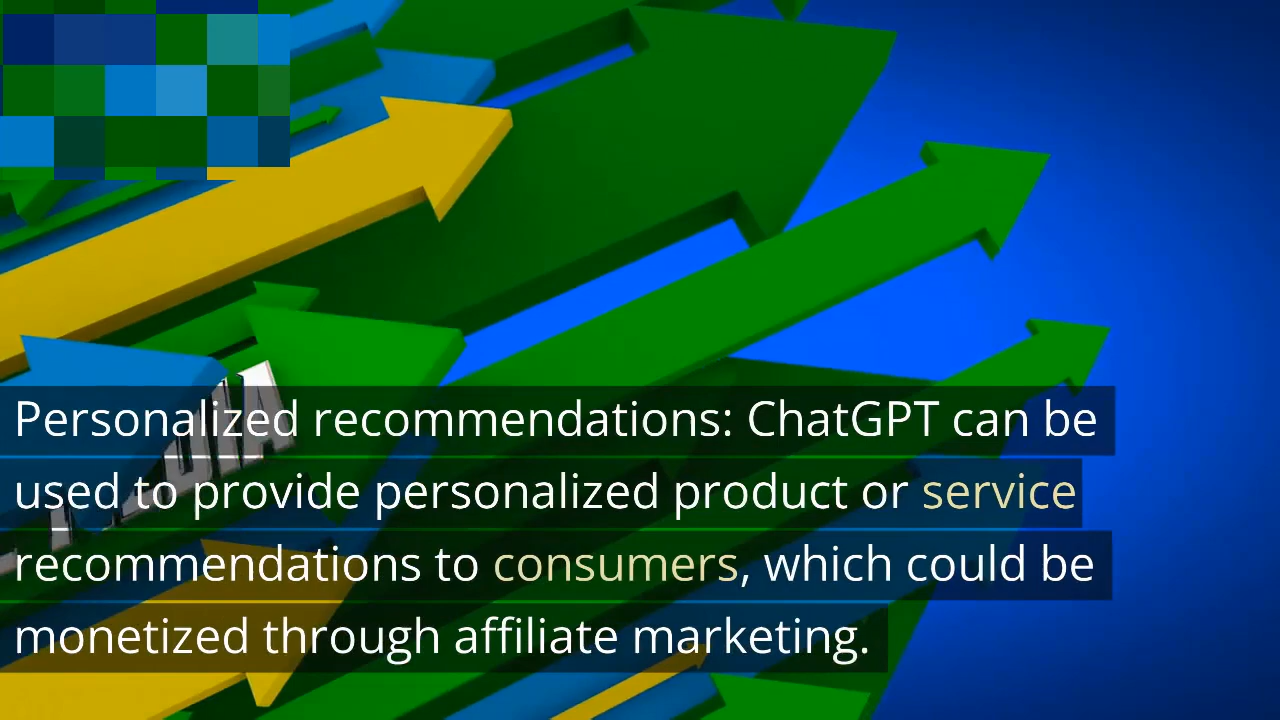 Personalized recommendations: ChatGPT can be
used to provide personalized product or service
recommendations to consumers, which could be
monetized through affiliate marketing.